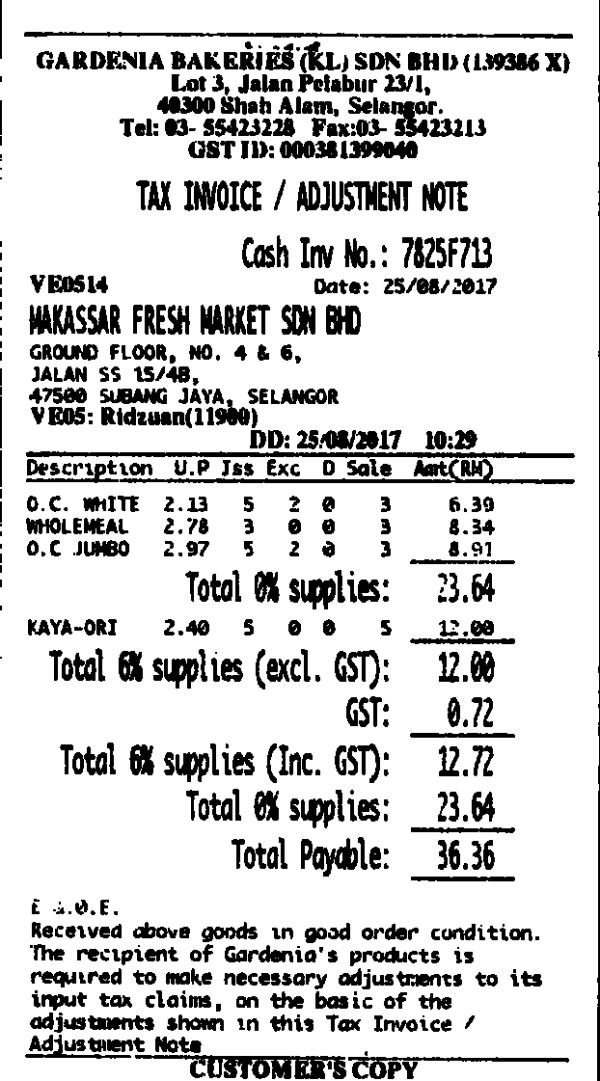 GARDENIA BAKERIES (KL) SDN BHD (139386 X)
Lot 3, Jalan Pelabur 23/1,
40300 Shah Alam, Selangor.
Tel: 03- 55423228 Fax:03- 55423213
GST ID: 000381399040
TAX INVOICE / ADJUSTMENT NOTE
Cash Inv No.: 7825F713
VE0514 Date: 25/08/2017
MAKASSAR FRESH MARKET SDN BHD
GROUND FLOOR, NO. 4 & 6,
JALAN SS 15/4B,
47500 SUBANG JAYA, SELANGOR
VE05: Ridzuan(11900)
DD: 25/08/2017 10:29
Description U.P Iss Exc D Sale Amt(RM)
O.C. WHITE 2.13 5 2 0 3 6.39
WHOLEMEAL 2.78 3 0 0 3 8.34
O.C JUMBO 2.97 5 2 0 3 8.91
Total 0% supplies: 23.64
KAYA-ORI 2.40 5 0 0 5 12.00
Total 6% supplies (excl. GST): 12.00
GST: 0.72
Total 6% supplies (Inc. GST): 12.72
Total 0% supplies: 23.64
Total Payable: 36.36
E &.O.E.
Received above goods in good order condition.
The recipient of Gardenia's products is
required to make necessary adjustments to its
input tax claims, on the basic of the
adjustments shown in this Tax Invoice /
Adjustment Note
CUSTOMER'S COPY